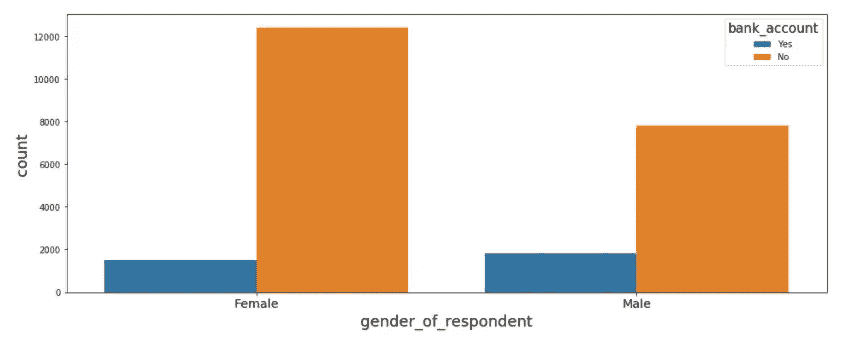 bank_account
Yes
No
12000
10000
8000
6000
4000
2000
0
count
Female
Male
gender_of_respondent